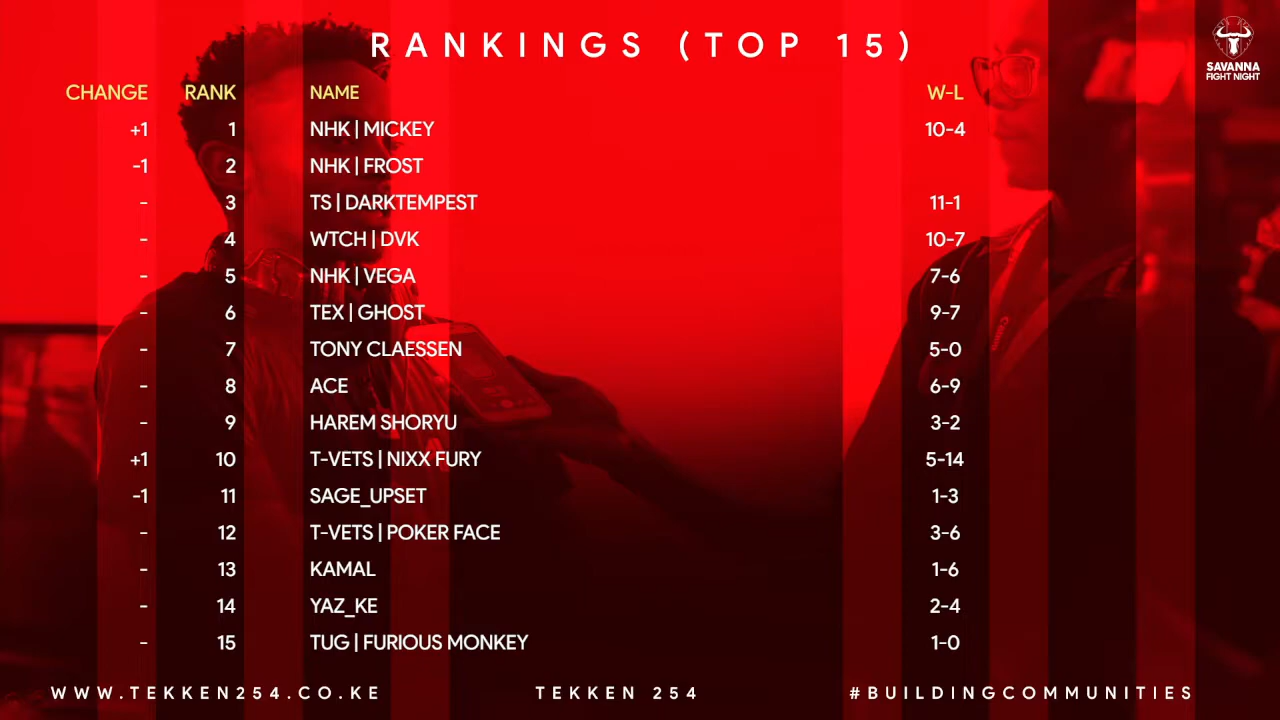 RANKINGS (TOP 15)
SAVANNA
FIGHT NIGHT
CHANGE RANK NAME W-L
+1 1 NHK | MICKEY 10-4
-1 2 NHK | FROST
- 3 TS | DARKTEMPEST 11-1
- 4 WTCH | DVK 10-7
- 5 NHK | VEGA 7-6
- 6 TEX | GHOST 9-7
- 7 TONY CLAESSEN 5-0
- 8 ACE 6-9
- 9 HAREM SHORYU 3-2
+1 10 T-VETS | NIXX FURY 5-14
-1 11 SAGE_UPSET 1-3
- 12 T-VETS | POKER FACE 3-6
- 13 KAMAL 1-6
- 14 YAZ_KE 2-4
- 15 TUG | FURIOUS MONKEY 1-0
WWW.TEKKEN254.CO.KE TEKKEN 254 #BUILDINGCOMMUNITIES